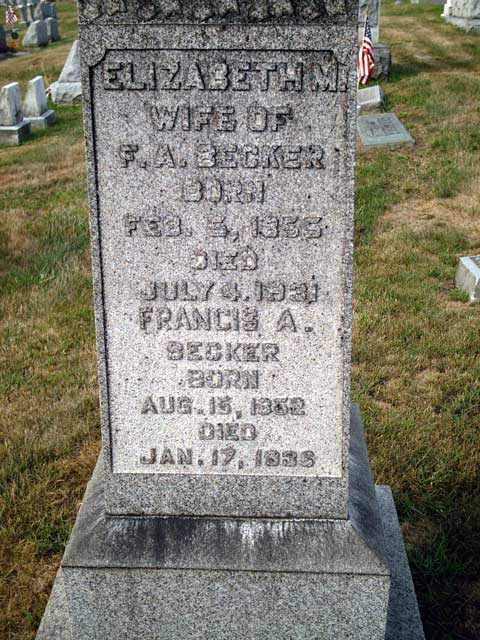 ELIZABETH M.
WIFE OF
F. A. BECKER
BORN
FEB. 5, 1855
DIED
JULY 4, 1931
FRANCIS A.
BECKER
BORN
AUG. 15, 1852
DIED
JAN. 17, 1936